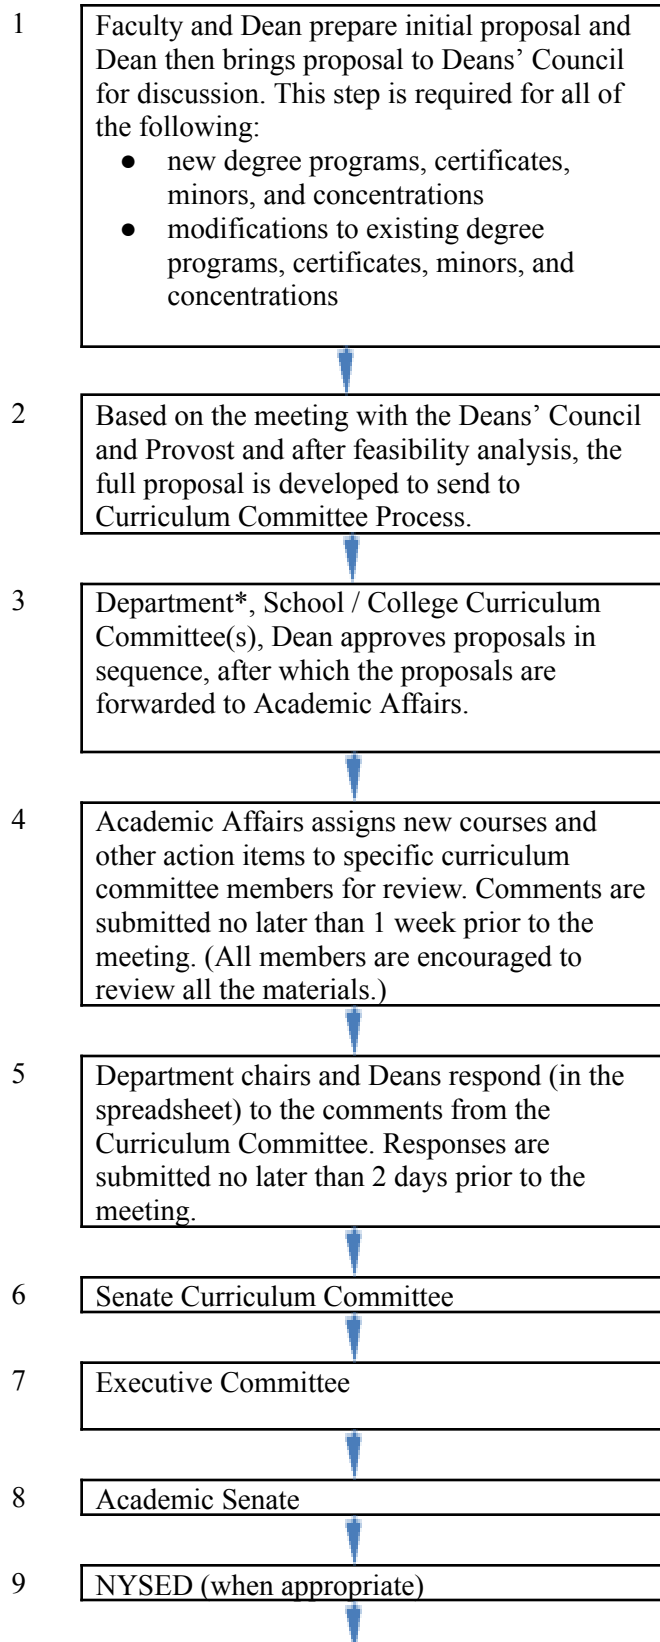 1
Faculty and Dean prepare initial proposal and
Dean then brings proposal to Deans’ Council
for discussion. This step is required for all of
the following:
● new degree programs, certificates,
minors, and concentrations
● modifications to existing degree
programs, certificates, minors, and
concentrations
2
Based on the meeting with the Deans’ Council
and Provost and after feasibility analysis, the
full proposal is developed to send to
Curriculum Committee Process.
3
Department*, School / College Curriculum
Committee(s), Dean approves proposals in
sequence, after which the proposals are
forwarded to Academic Affairs.
4
Academic Affairs assigns new courses and
other action items to specific curriculum
committee members for review. Comments are
submitted no later than 1 week prior to the
meeting. (All members are encouraged to
review all the materials.)
5
Department chairs and Deans respond (in the
spreadsheet) to the comments from the
Curriculum Committee. Responses are
submitted no later than 2 days prior to the
meeting.
6
Senate Curriculum Committee
7
Executive Committee
8
Academic Senate
9
NYSED (when appropriate)